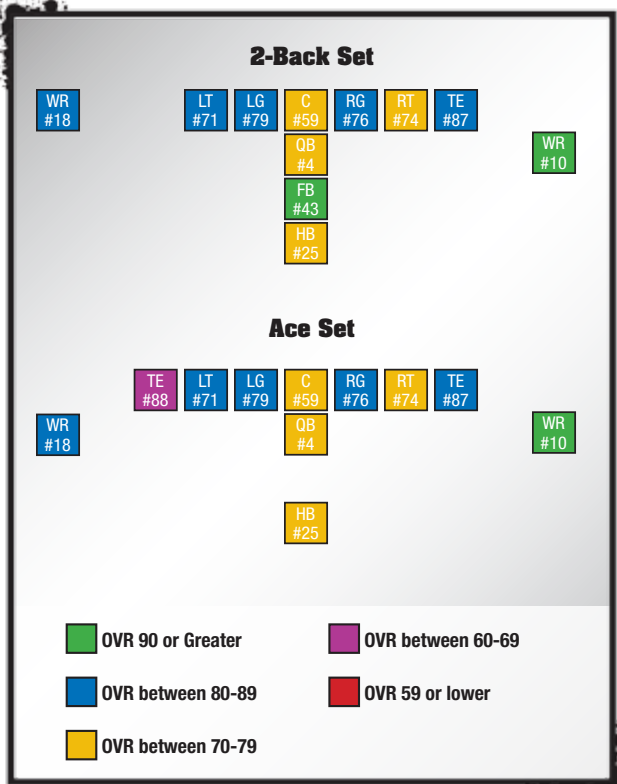 2-Back Set
WR LT LG C RG RT TE
#18 #71 #79 #59 #76 #74 #87
QB
#4
WR
#10
FB
#43
HB
#25
Ace Set
TE LT LG C RG RT TE
#88 #71 #79 #59 #76 #74 #87
WR QB WR
#18 #4 #10
HB
#25
OVR 90 or Greater OVR between 60-69
OVR between 80-89 OVR 59 or lower
OVR between 70-79